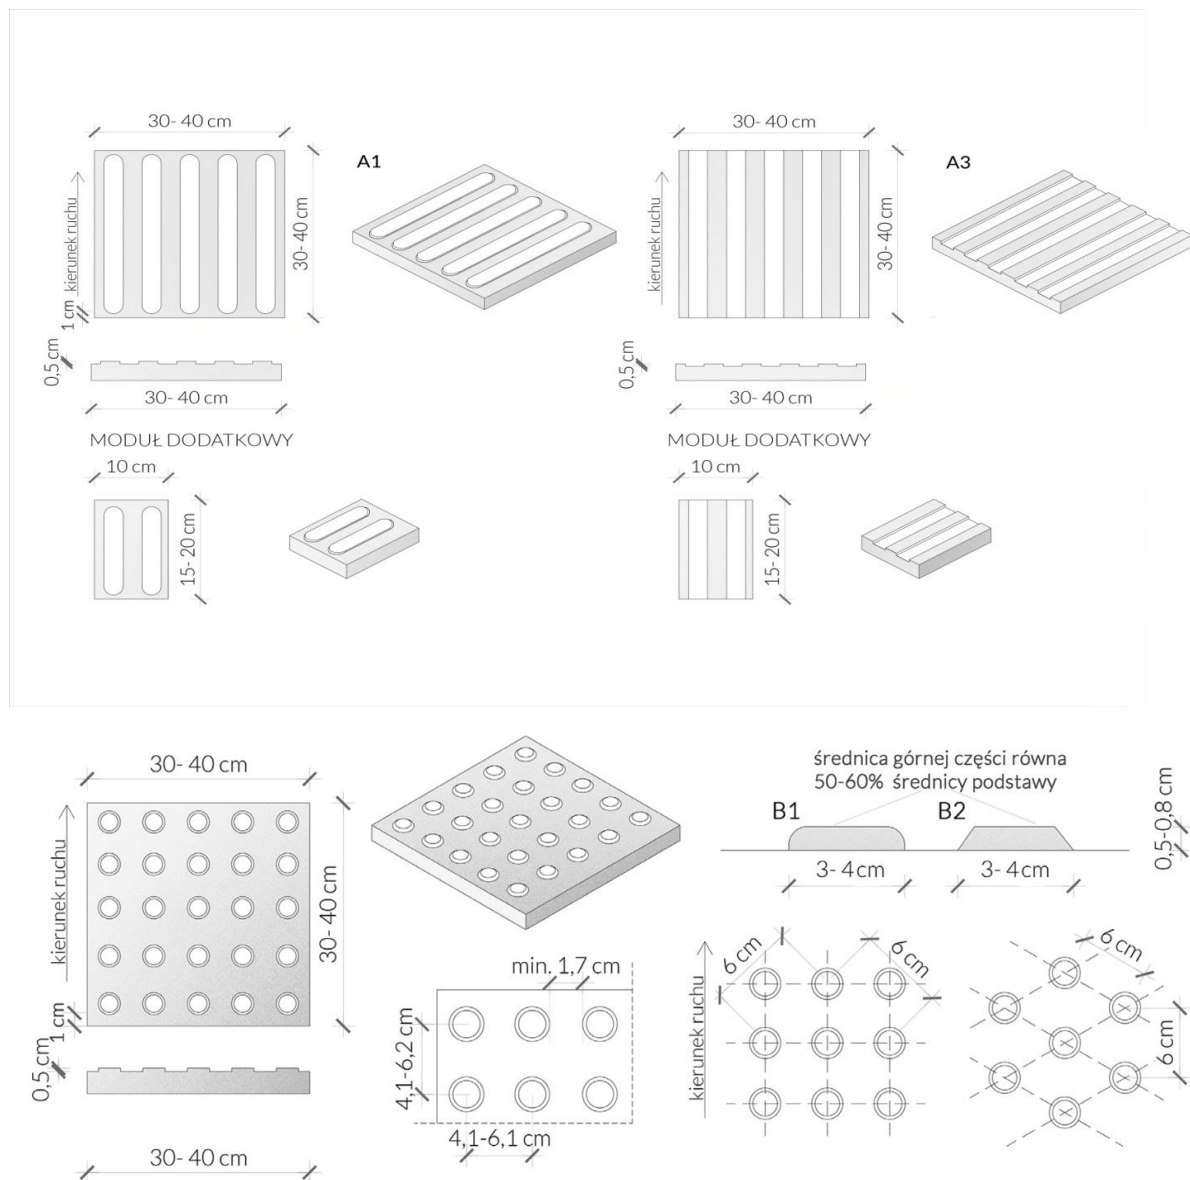 30- 40 cm
A1
kierunek ruchu
30- 40 cm
1 cm
0,5 cm
30- 40 cm
MODUŁ DODATKOWY
10 cm
15- 20 cm
30- 40 cm
A3
kierunek ruchu
30- 40 cm
0,5 cm
30- 40 cm
MODUŁ DODATKOWY
10 cm
15- 20 cm
30- 40 cm
kierunek ruchu
30- 40 cm
1 cm
0,5 cm
30- 40 cm
min. 1,7 cm
4,1-6,2 cm
4,1-6,1 cm
średnica górnej części równa
50-60% średnicy podstawy
B1
B2
0,5-0,8 cm
3- 4cm
3- 4cm
kierunek ruchu
6 cm
6 cm
6 cm
6 cm